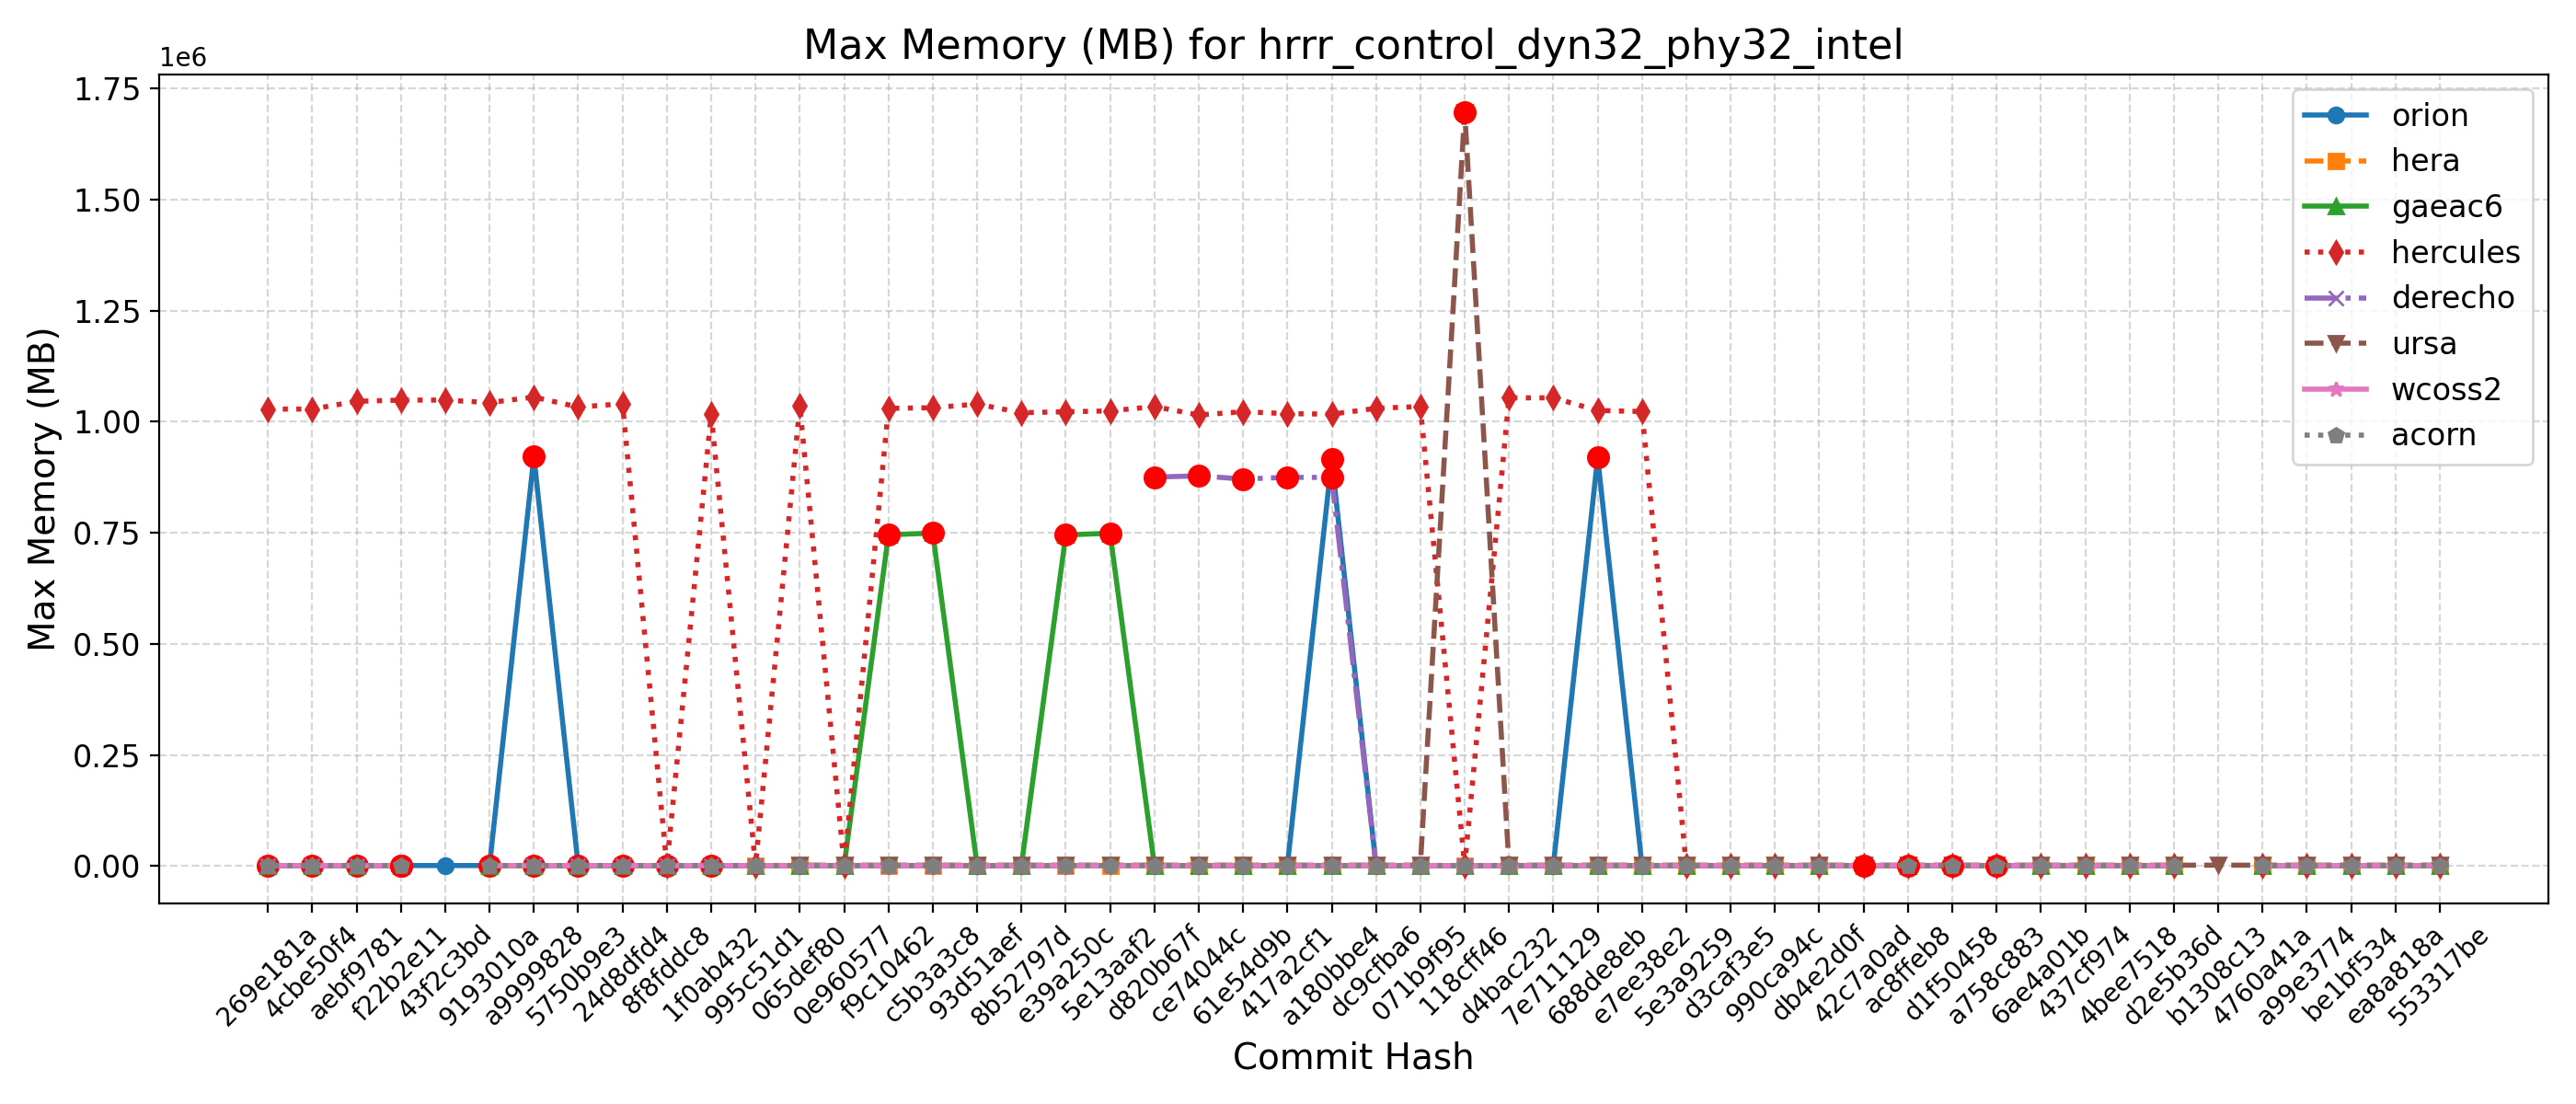 Max Memory (MB) for hrrr_control_dyn32_phy32_intel
1e6
1.75
1.50
1.25
1.00
0.75
0.50
0.25
0.00
Max Memory (MB)
orion
hera
gaeac6
hercules
derecho
ursa
wcoss2
acorn
269e181a
4cbe50f4
aebf9781
f22b2e11
43f2c3bd
9193010a
a9999828
5750b9e3
24d8dfd4
8f8fddc8
1f0ab432
995c51d1
065def80
0e960577
f9c10462
c5b3a3c8
93d51aef
8b52797d
e39a250c
5e13aaf2
d820b67f
ce74044c
61e54d9b
417a2cf1
a180bbe4
dc9cfba6
071b9f95
118cff46
d4bac232
7e711129
688de8eb
e7ee38e2
5e3a9259
d3caf3e5
990ca94c
db4e2d0f
42c7a0ad
ac8ffeb8
d1f50458
a758c883
6ae4a01b
437cf974
4bee7518
d2e5b36d
b1308c13
4760a41a
a99e3774
be1bf534
ea8a818a
553317be
Commit Hash